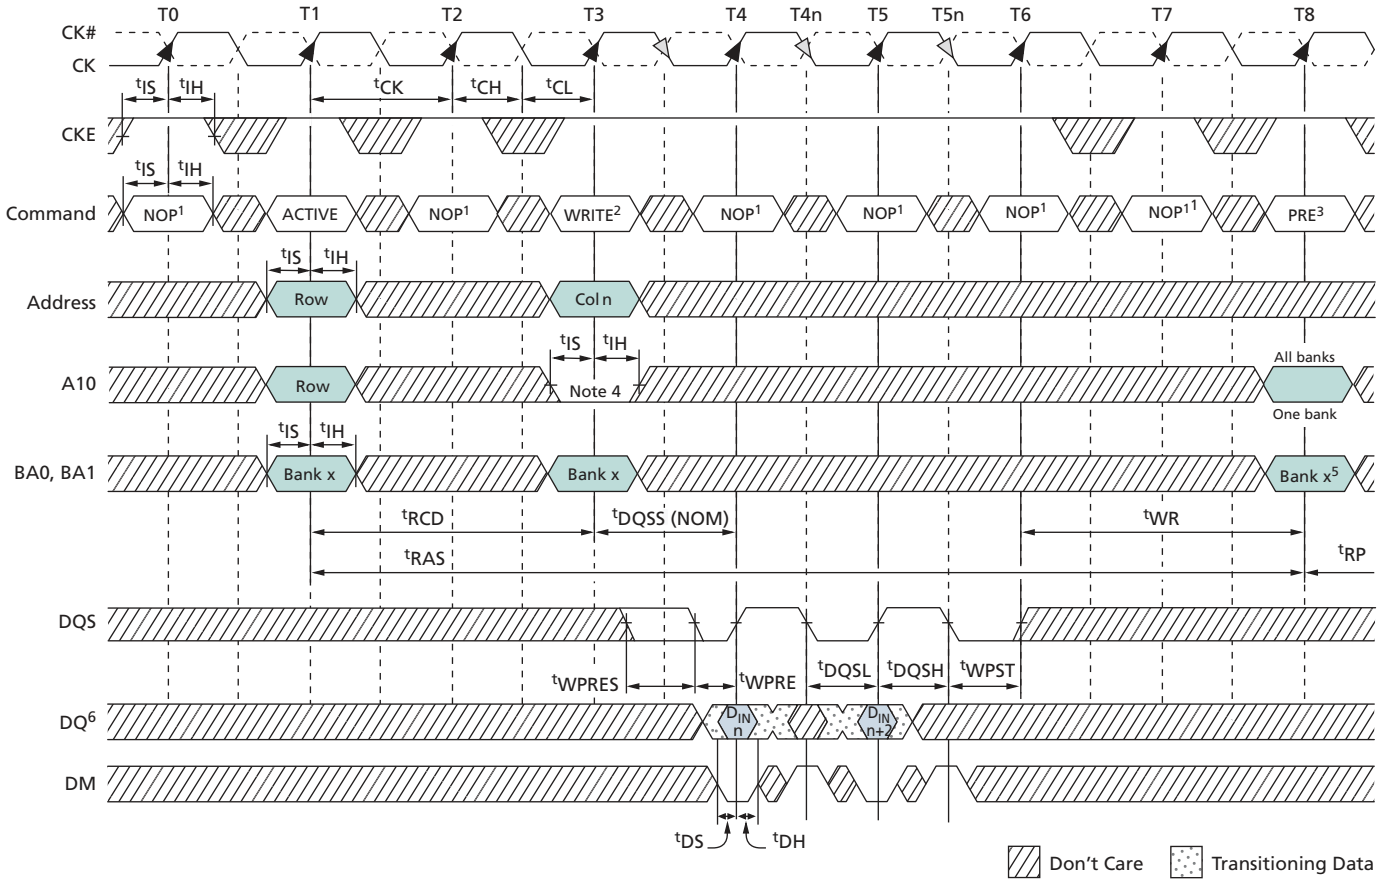 T0 T1 T2 T3 T4 T4n T5 T5n T6 T7 T8
CK#
CK
tIS tIH tCK tCH tCL
CKE
tIS tIH
Command NOP1 ACTIVE NOP1 WRITE2 NOP1 NOP1 NOP1 NOP11 PRE3
tIS tIH
Address Row Col n
tIS tIH
All banks
A10 Row Note 4
One bank
tIS tIH
BA0, BA1 Bank x Bank x Bank x5
tRCD tDQSS (NOM) tWR
tRAS tRP
DQS
tWPRES tWPRE tDQSL tDQSH tWPST
DQ6 DIN n DIN n+2
DM
tDS tDH
Don't Care Transitioning Data